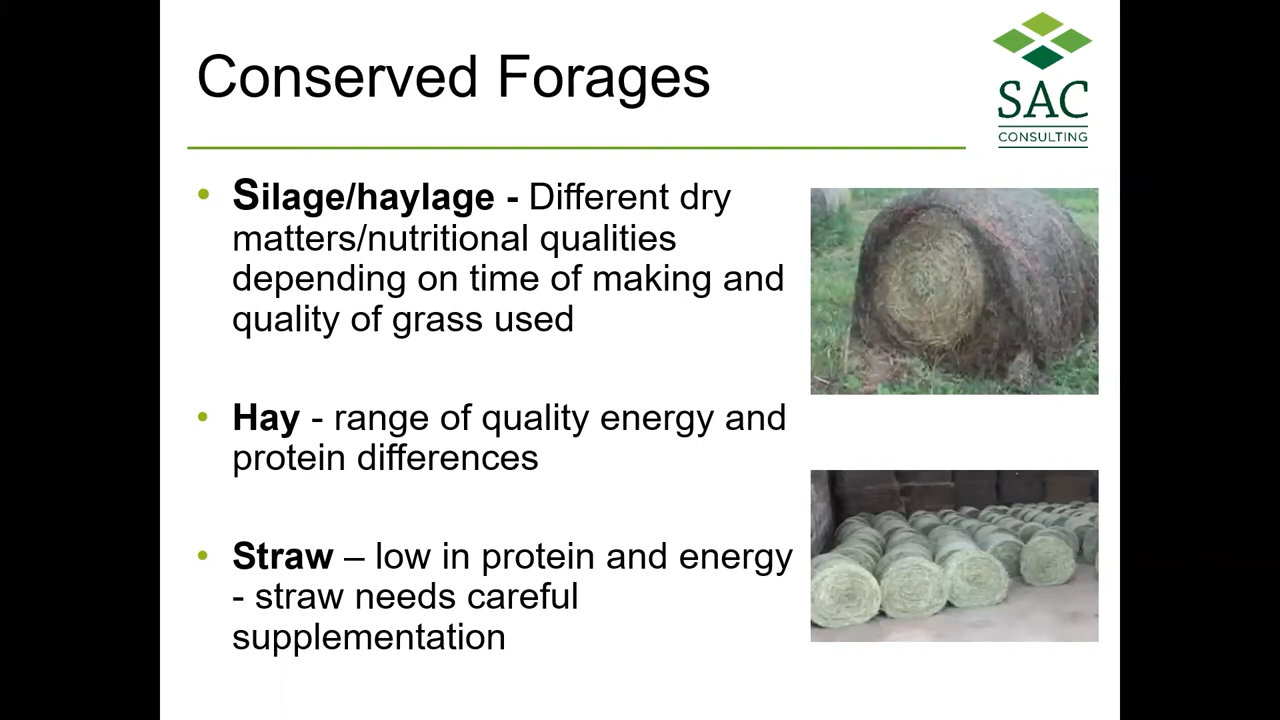 Conserved Forages
SAC
CONSULTING
• Silage/haylage - Different dry
matters/nutritional qualities
depending on time of making and
quality of grass used
• Hay - range of quality energy and
protein differences
• Straw – low in protein and energy
- straw needs careful
supplementation